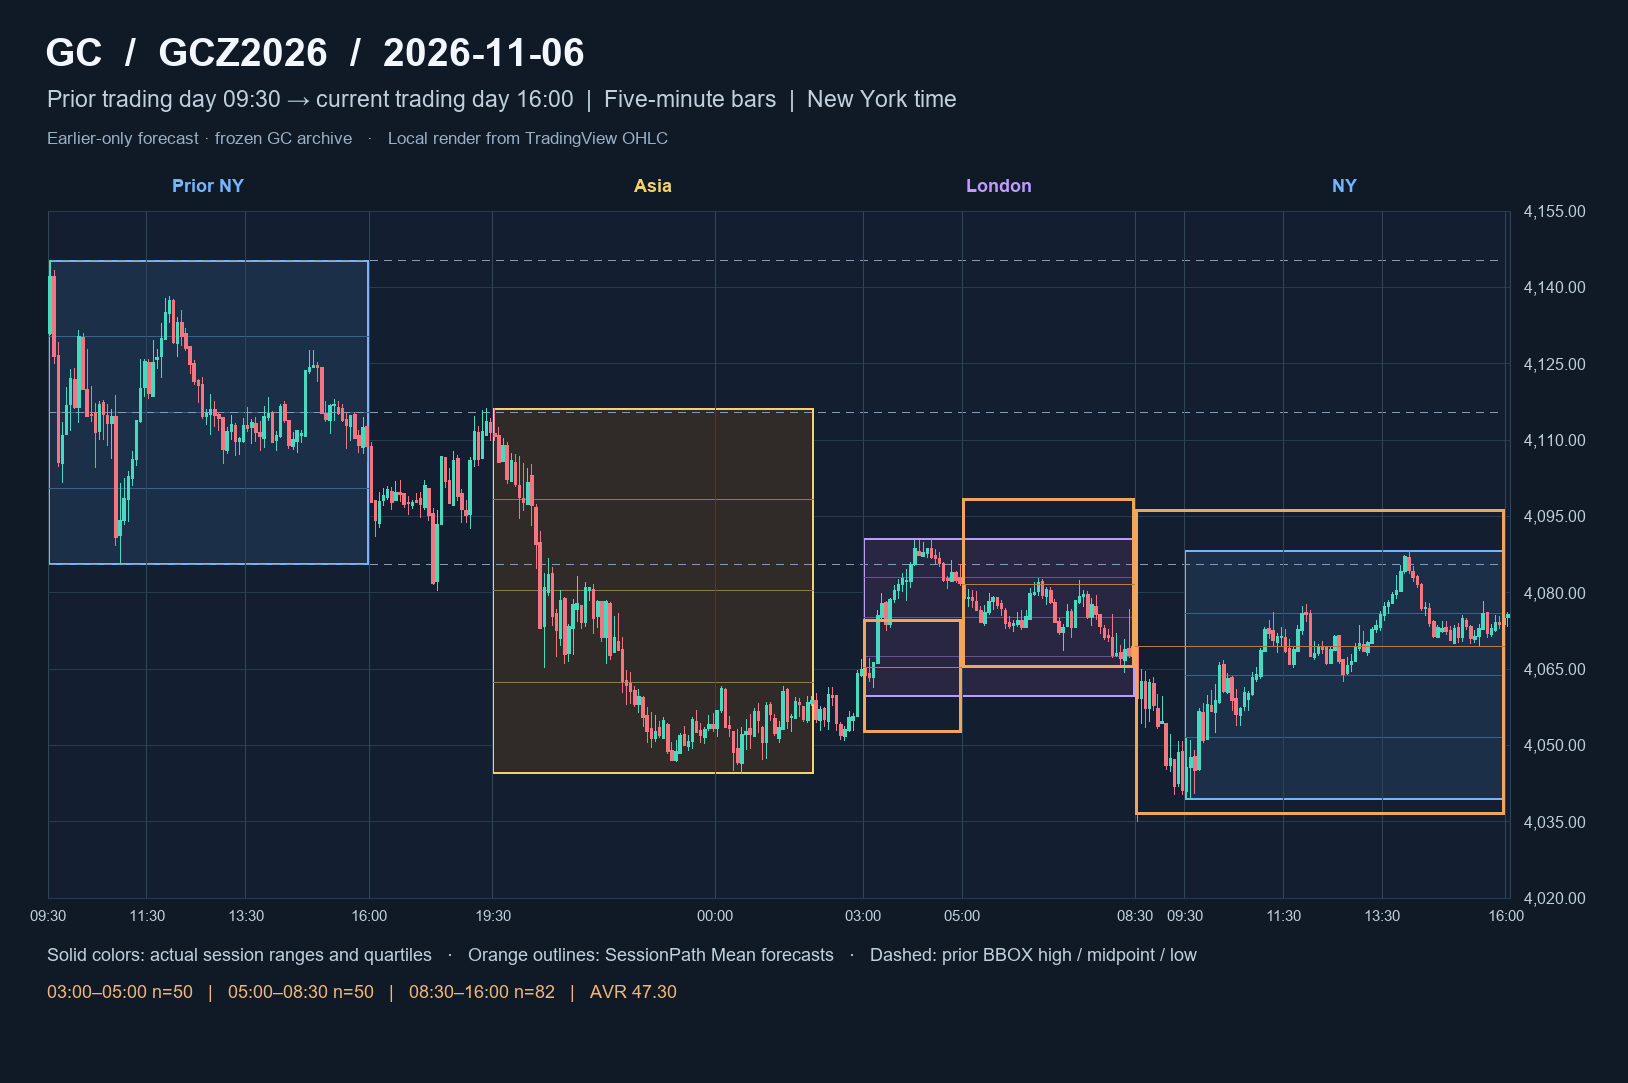 GC / GCZ2026 / 2026-11-06
Prior trading day 09:30 → current trading day 16:00 | Five-minute bars | New York time
Earlier-only forecast · frozen GC archive · Local render from TradingView OHLC
Prior NY Asia London NY
4,155.00
4,140.00
4,125.00
4,110.00
4,095.00
4,080.00
4,065.00
4,050.00
4,035.00
4,020.00
09:30 11:30 13:30 16:00 19:30 00:00 03:00 05:00 08:30 09:30 11:30 13:30 16:00
Solid colors: actual session ranges and quartiles · Orange outlines: SessionPath Mean forecasts · Dashed: prior BBOX high / midpoint / low
03:00–05:00 n=50 | 05:00–08:30 n=50 | 08:30–16:00 n=82 | AVR 47.30